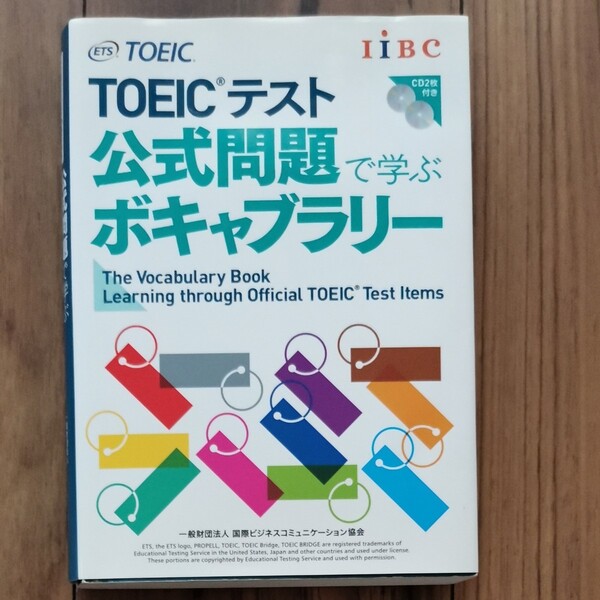 ETS TOEIC®
IiBC
TOEIC®テスト
CD2枚
付き
公式問題で学ぶ
ボキャブラリー
The Vocabulary Book
Learning through Official TOEIC® Test Items
一般財団法人 国際ビジネスコミュニケーション協会
ETS, the ETS logo, PROPELL, TOEIC, TOEIC Bridge, TOEIC BRIDGE are registered trademarks of
Educational Testing Service in the United States, Japan and other countries and used under license.
These portions are copyrighted by Educational Testing Service and used with permission.